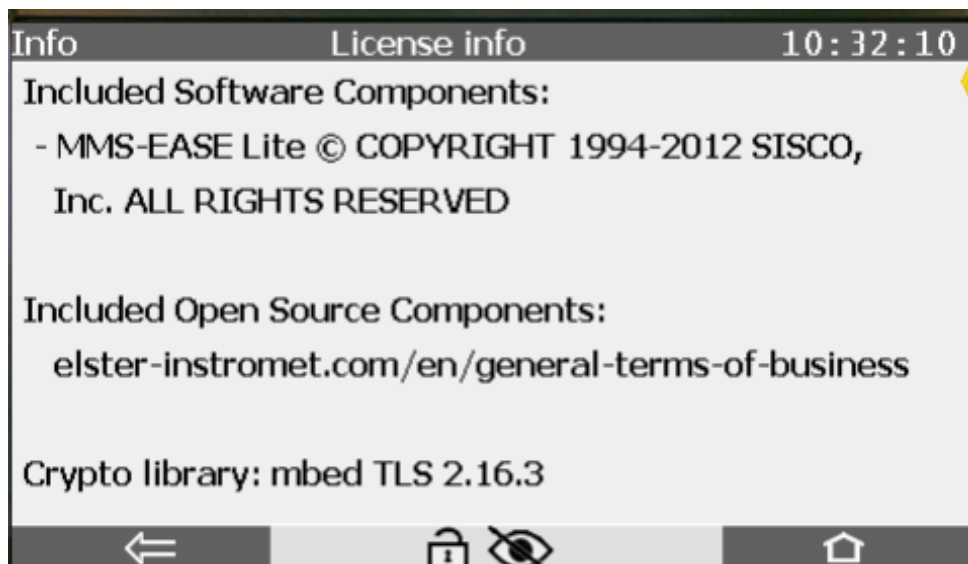 Info License info 10:32:10
Included Software Components:
- MMS-EASE Lite © COPYRIGHT 1994-2012 SISCO,
Inc. ALL RIGHTS RESERVED
Included Open Source Components:
elster-instromet.com/en/general-terms-of-business
Crypto library: mbed TLS 2.16.3